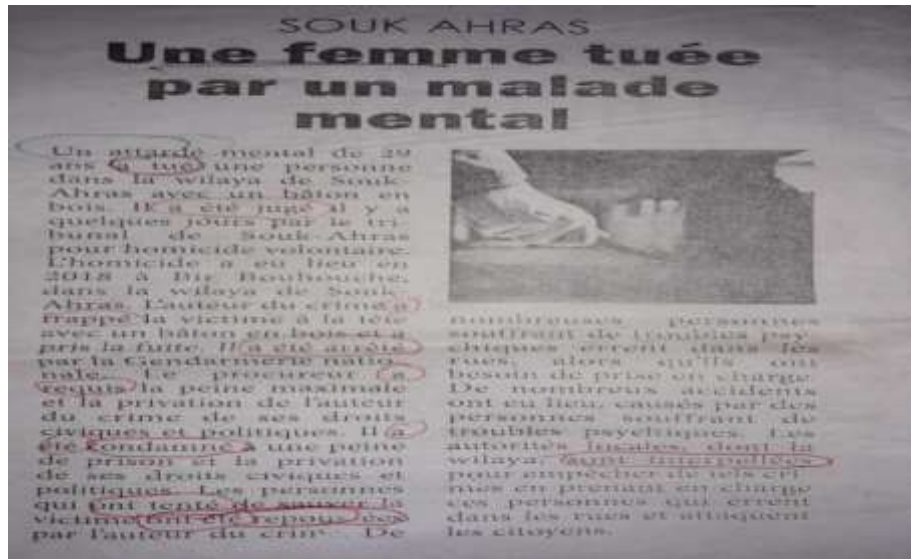 SOUK AHRAS
Une femme tuée
par un malade
mental
Un attardé mental de 29
ans a tué une personne
dans la wilaya de Souk-
Ahras avec un bâton en
bois. Il a été jugé il y a
quelques jours par le tri-
bunal de Souk-Ahras
pour homicide volontaire.
L'homicide a eu lieu en
2018 à Bir Bouhouche,
dans la wilaya de Souk-
Ahras. L'auteur du crime a
frappé la victime à la tête
avec un bâton en bois et a
pris la fuite. Il a été arrêté
par la Gendarmerie natio-
nale. Le procureur a
requis la peine maximale
et la privation de l'auteur
du crime de ses droits
civiques et politiques. Il a
été condamné à une peine
de prison et la privation
de ses droits civiques et
politiques. Les personnes
qui ont tenté de sauver la
victime ont été repoussées
par l'auteur du crime. De
nombreuses personnes
souffrant de troubles psy-
chiques errent dans les
rues alors qu'ils ont
besoin de prise en charge
De nombreux accidents
ont eu lieu, causés par des
personnes souffrant de
troubles psychiques. Les
autorités locales, dont la
wilaya, sont interpellées
pour empêcher de tels cri-
mes en prenant en charge
ces personnes qui errent
dans les rues et attaquent
les citoyens.